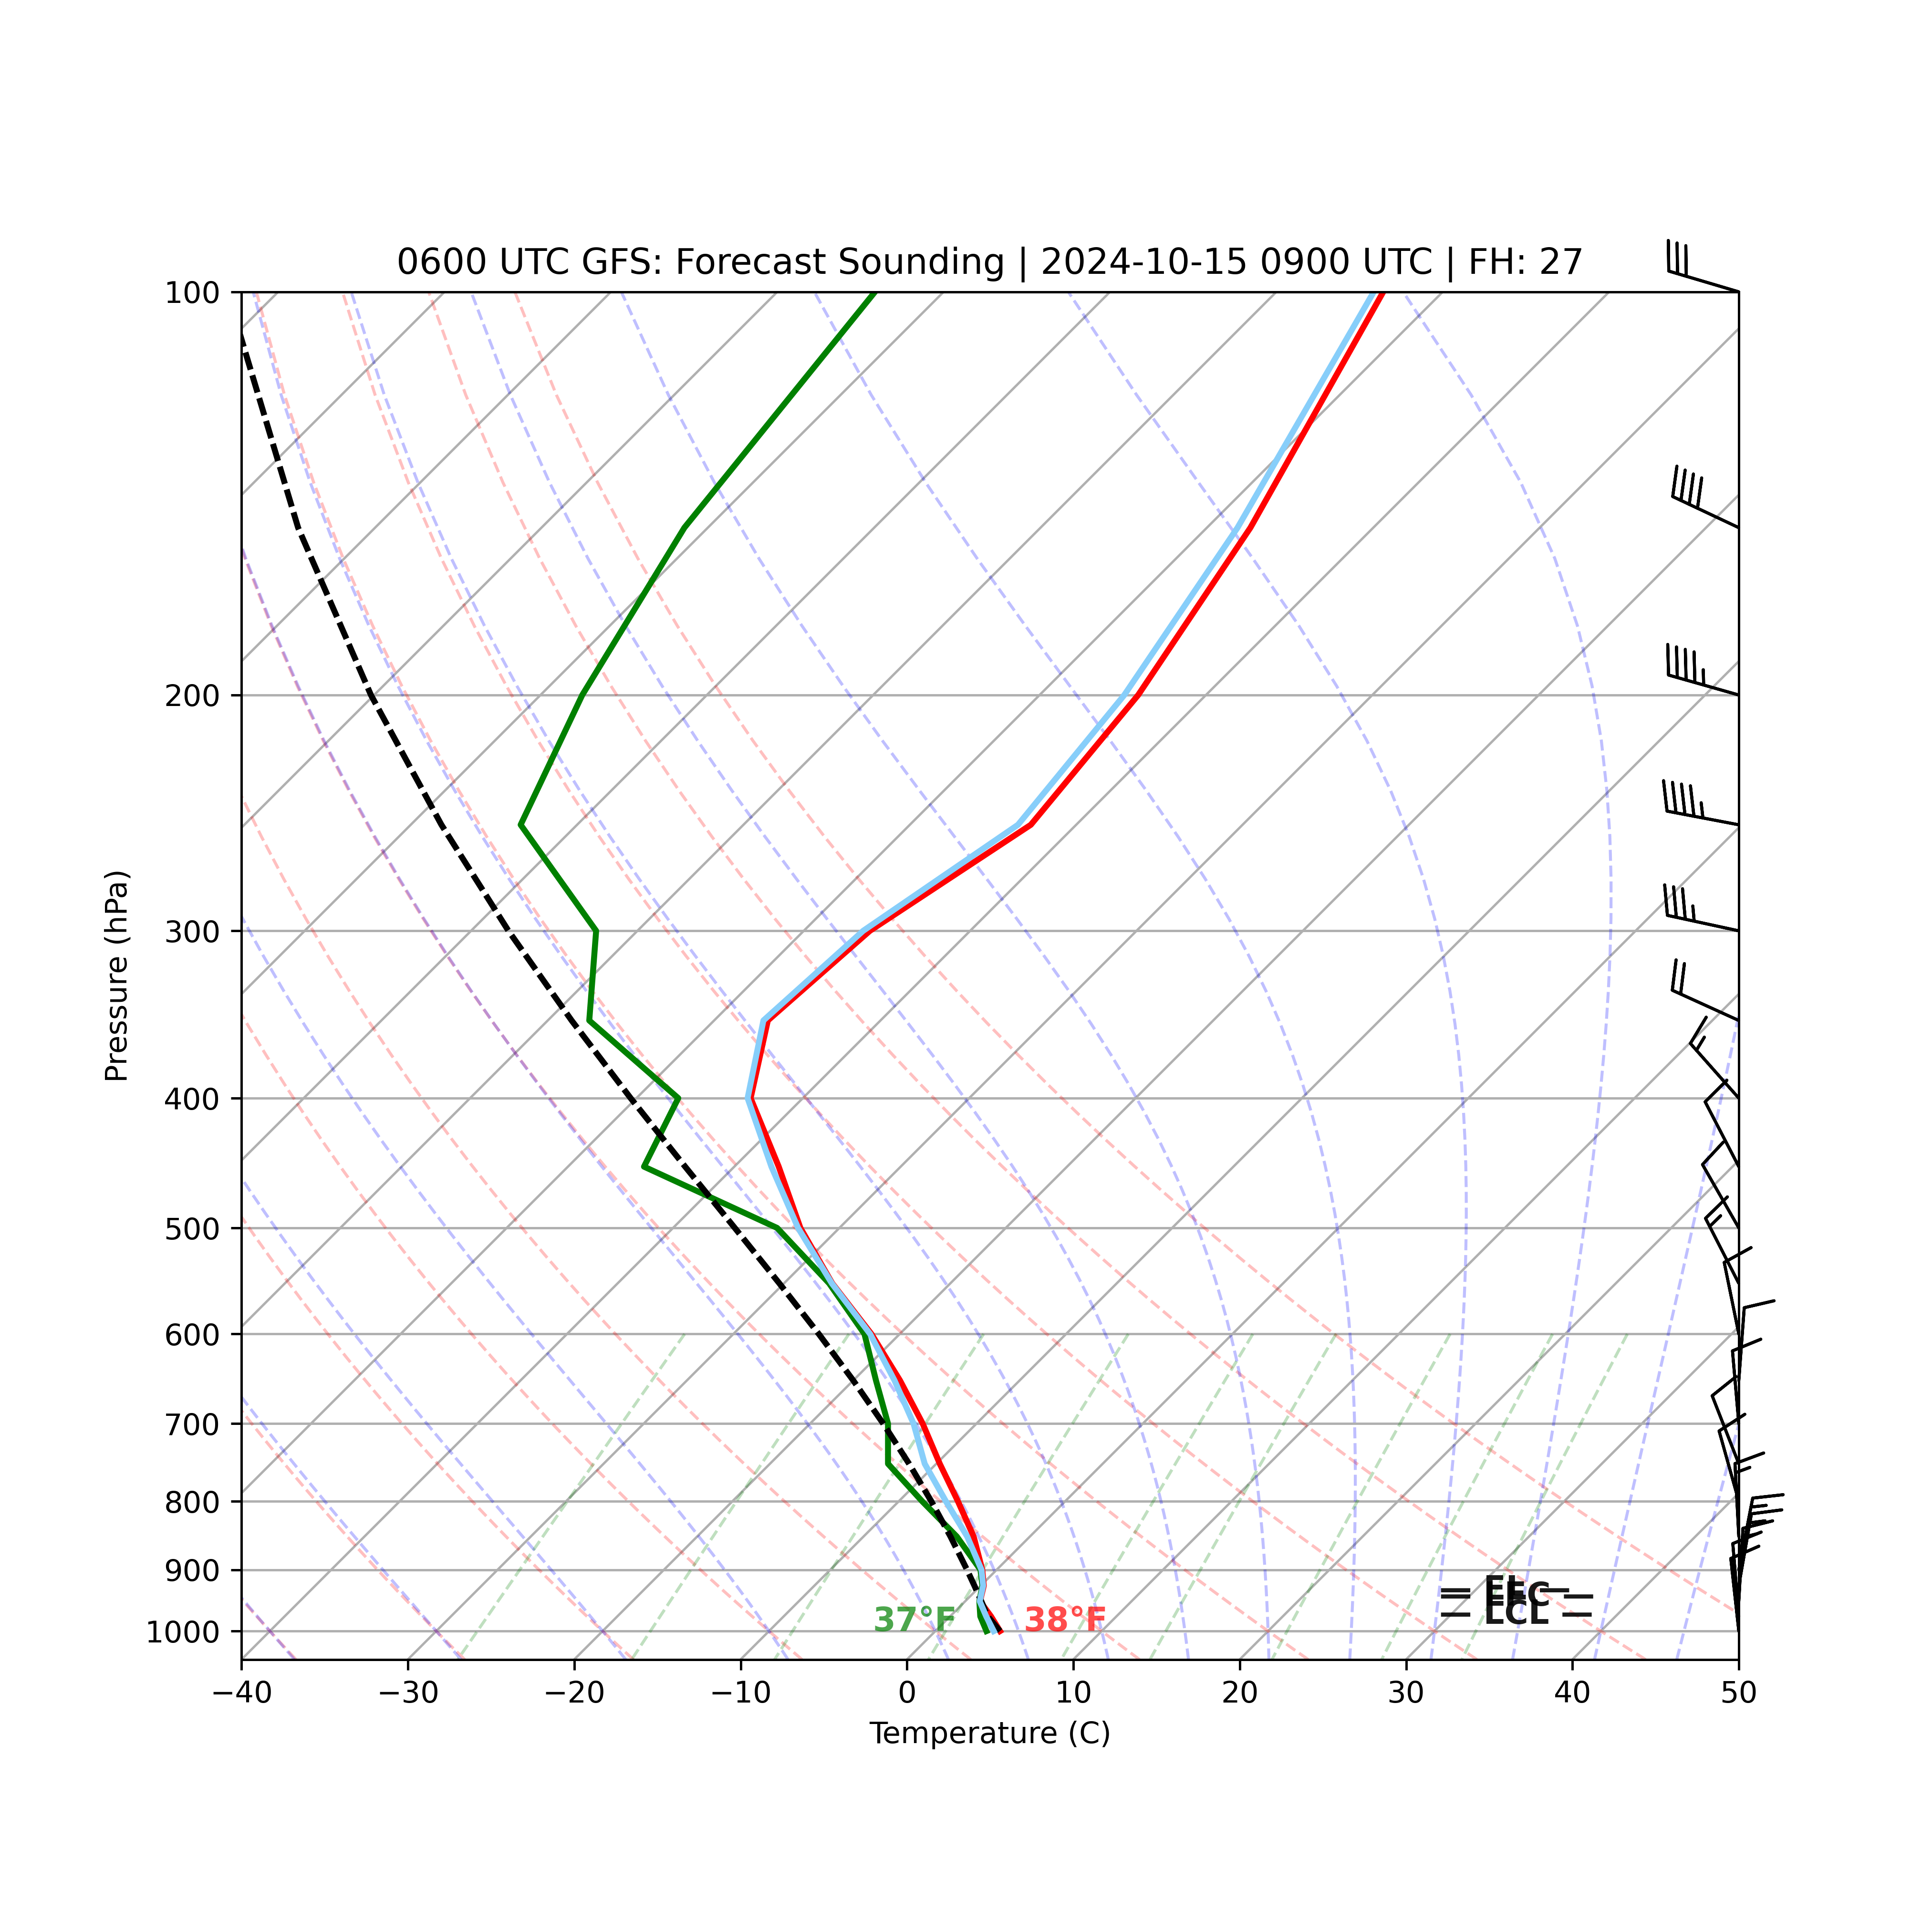 0600 UTC GFS: Forecast Sounding | 2024-10-15 0900 UTC | FH: 27
100
200
300
400
500
600
700
800
900
1000
Pressure (hPa)
37°F 38°F
— EL —
— LFC —
— LCL —
−40 −30 −20 −10 0 10 20 30 40 50
Temperature (C)